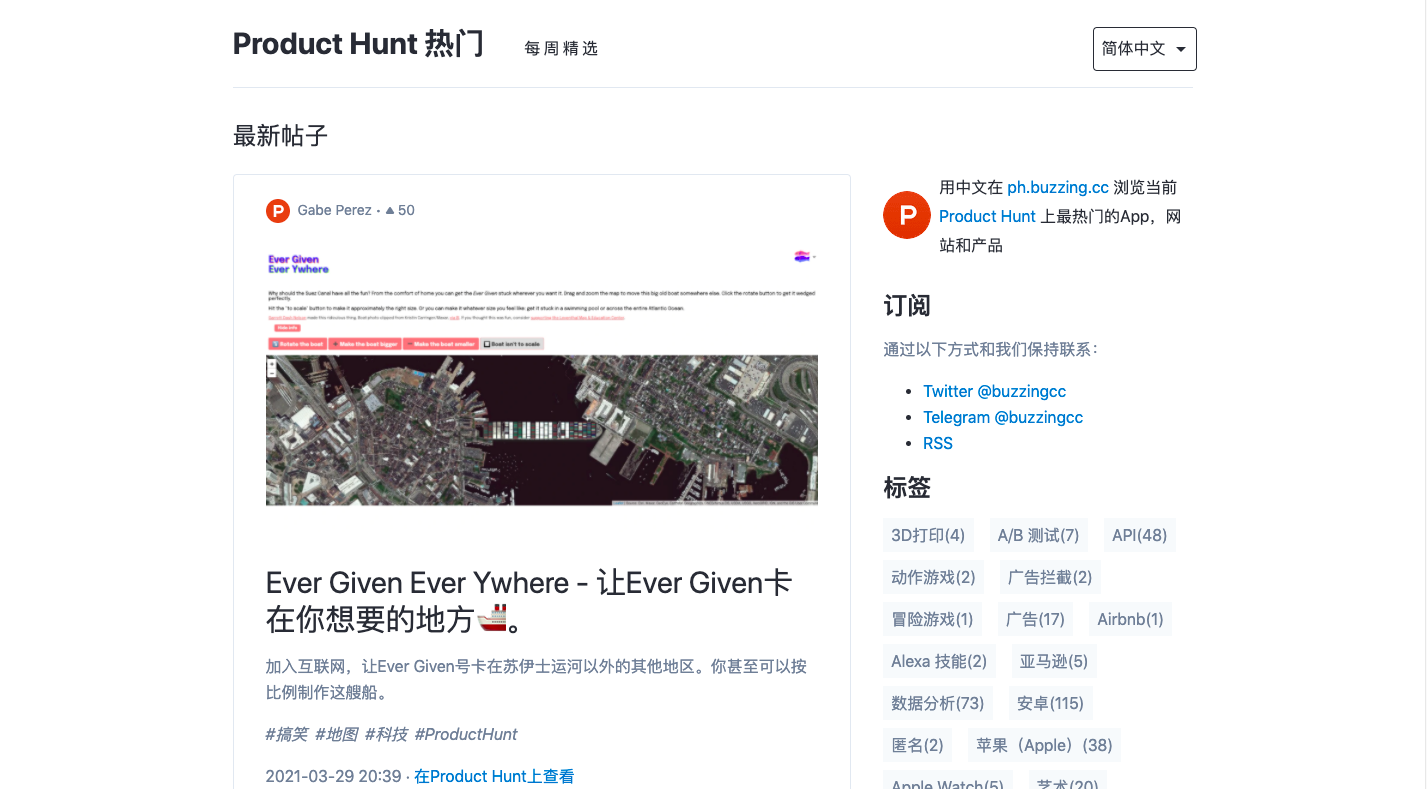 Product Hunt 热门
每周精选
简体中文
最新帖子
P
Gabe Perez • ▲ 50
Ever Given
Ever Ywhere
Why should the Suez Canal have all the fun? From the comfort of home you can get the Ever Given stuck wherever you want it. Drag and zoom the map to move this big old boat somewhere else. Click the rotate button to get it wedged
perfectly.
Hit the "to scale" button to make it approximately the right size. Or you can make it whatever size you feel like: get it stuck in a swimming pool or across the entire Atlantic Ocean.
Hide info
Rotate the boat
Make the boat bigger
Make the boat smaller
Boat isn't to scale
Ever Given Ever Ywhere - 让Ever Given卡
在你想要的地方🚢。
加入互联网，让Ever Given号卡在苏伊士运河以外的其他地区。你甚至可以按
比例制作这艘船。
#搞笑 #地图 #科技 #ProductHunt
2021-03-29 20:39 · 在Product Hunt上查看
P
用中文在 ph.buzzing.cc 浏览当前
Product Hunt 上最热门的App，网
站和产品
订阅
通过以下方式和我们保持联系：
Twitter @buzzingcc
Telegram @buzzingcc
RSS
标签
3D打印(4) A/B 测试(7) API(48)
动作游戏(2) 广告拦截(2)
冒险游戏(1) 广告(17) Airbnb(1)
Alexa 技能(2) 亚马逊(5)
数据分析(73) 安卓(115)
匿名(2) 苹果（Apple）(38)
Apple Watch(5) 艺术(20)